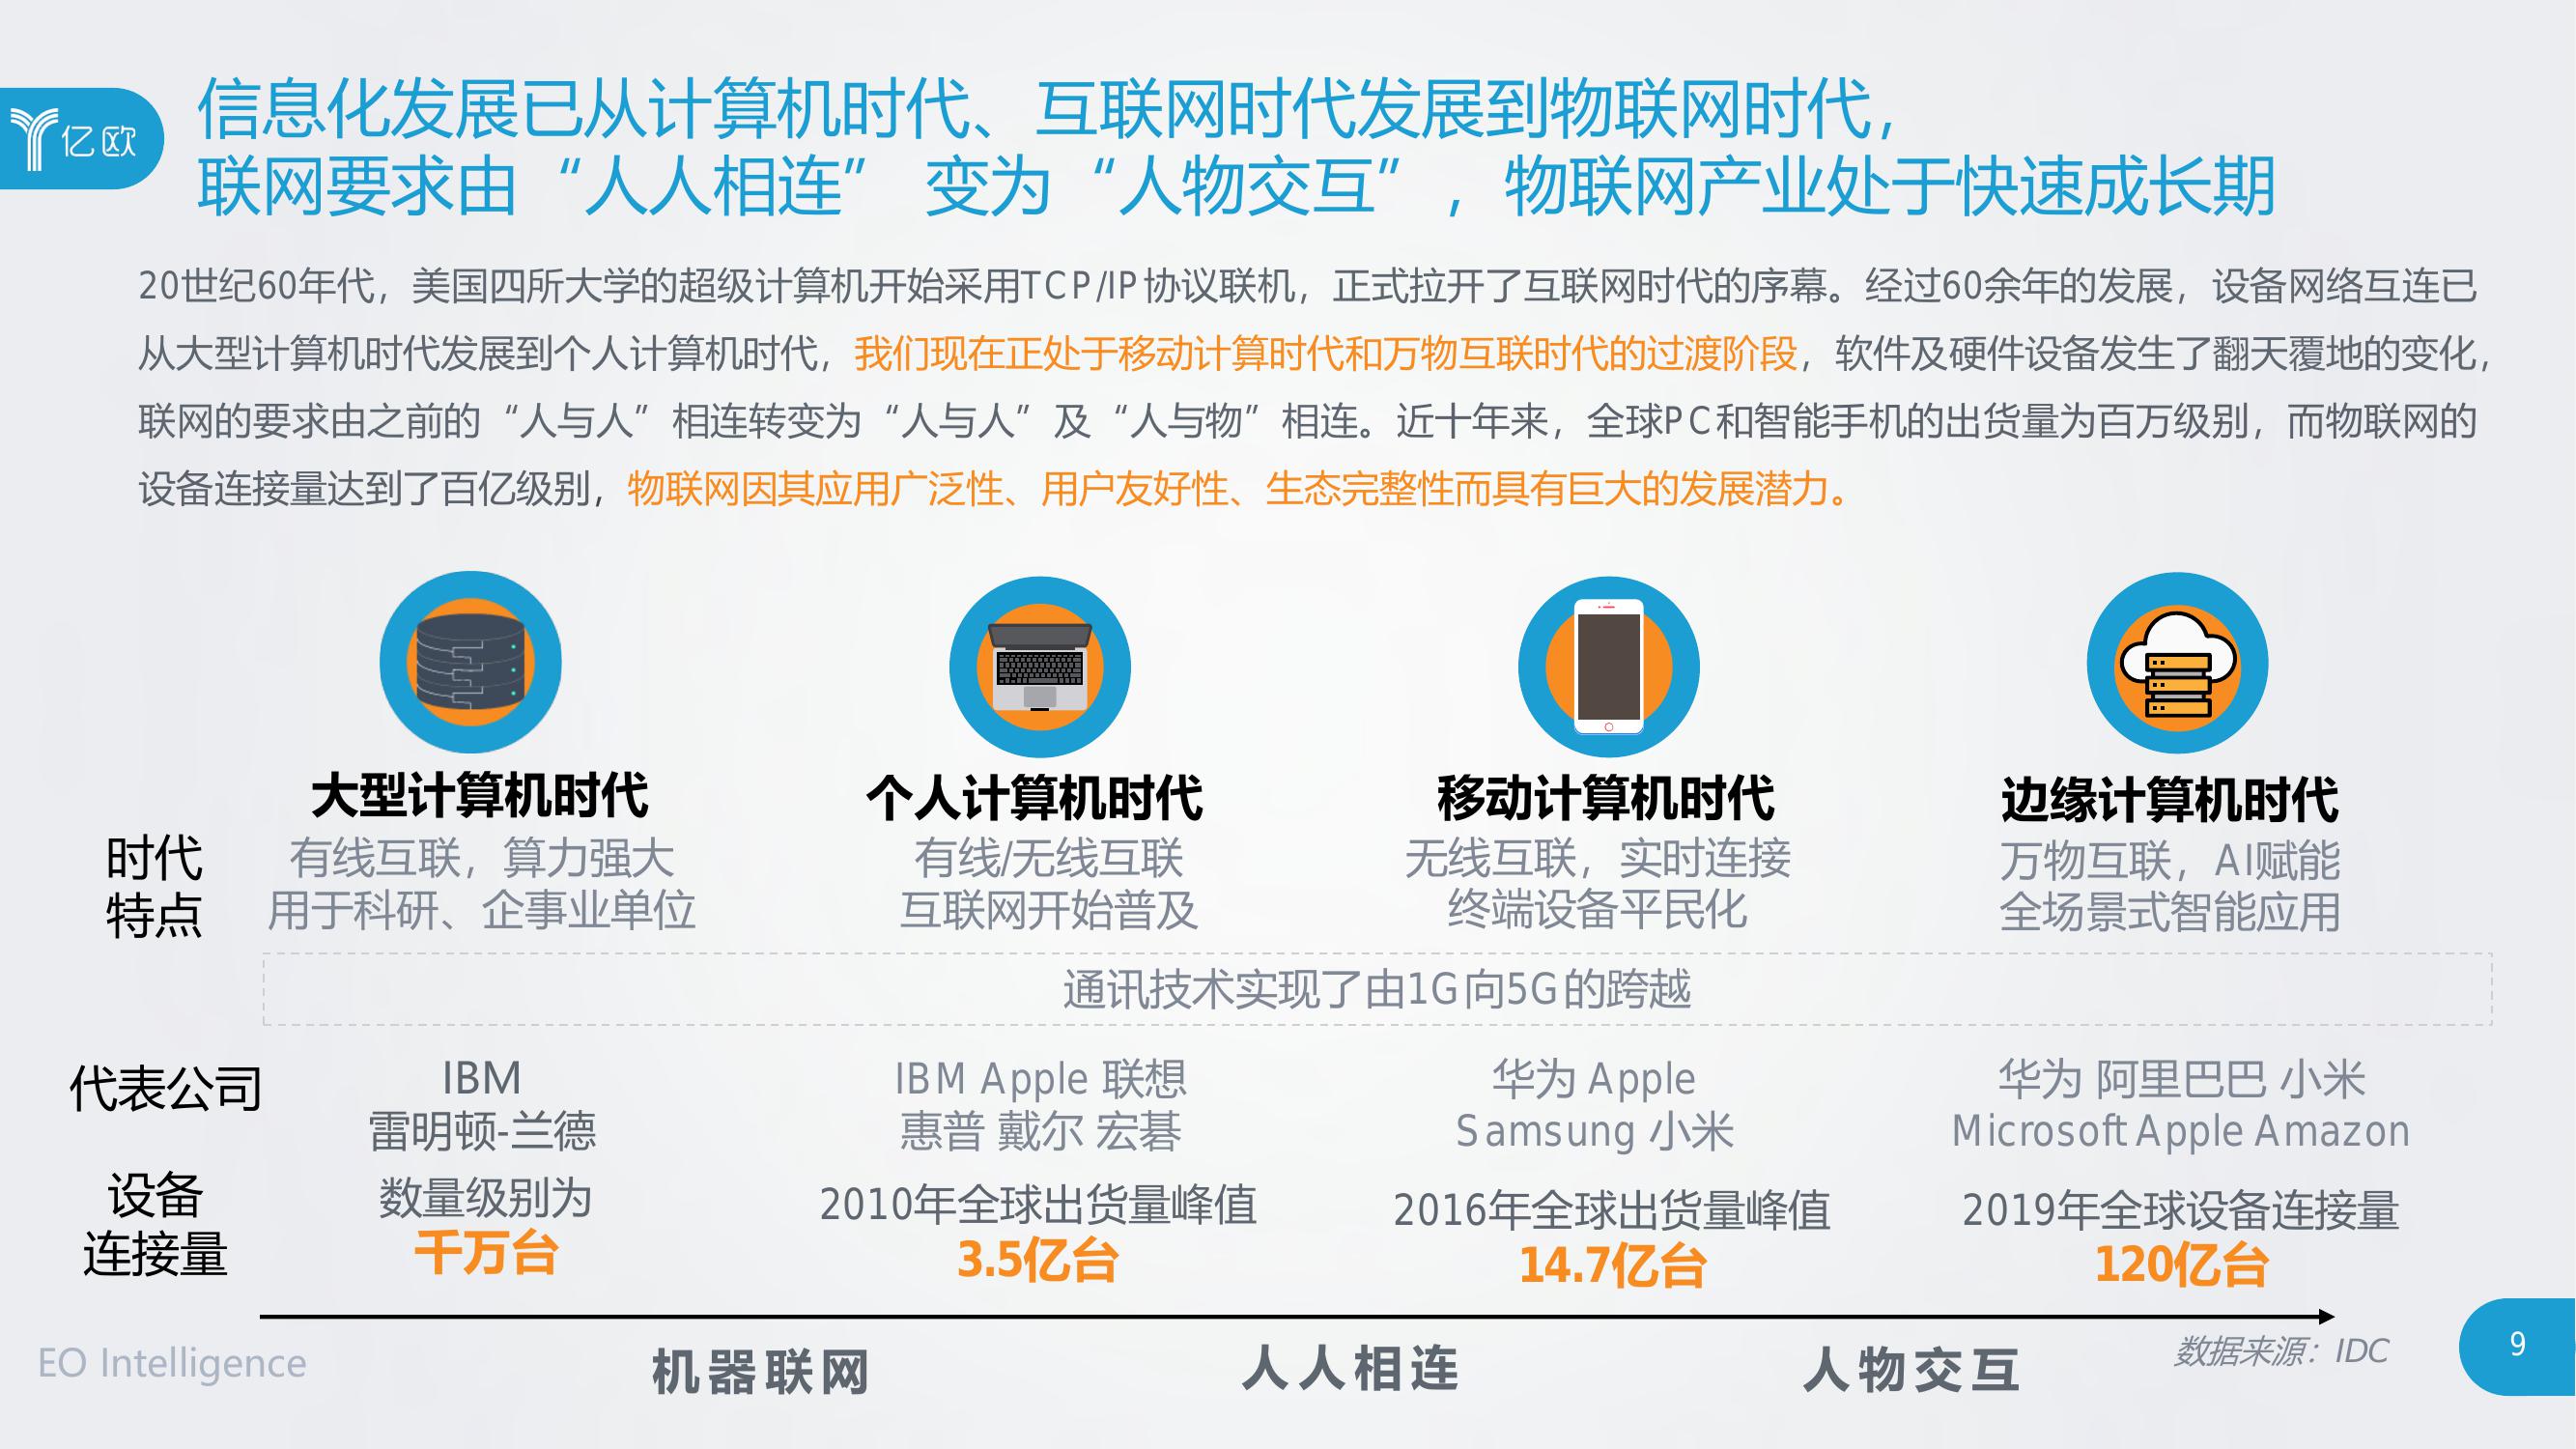 亿欧
信息化发展已从计算机时代、互联网时代发展到物联网时代，
联网要求由“人人相连” 变为“人物交互”，物联网产业处于快速成长期
20世纪60年代，美国四所大学的超级计算机开始采用TCP/IP协议联机，正式拉开了互联网时代的序幕。经过60余年的发展，设备网络互连已
从大型计算机时代发展到个人计算机时代，我们现在正处于移动计算时代和万物互联时代的过渡阶段，软件及硬件设备发生了翻天覆地的变化，
联网的要求由之前的“人与人”相连转变为“人与人”及“人与物”相连。近十年来，全球PC和智能手机的出货量为百万级别，而物联网的
设备连接量达到了百亿级别，物联网因其应用广泛性、用户友好性、生态完整性而具有巨大的发展潜力。
大型计算机时代
个人计算机时代
移动计算机时代
边缘计算机时代
时代
特点
有线互联，算力强大
用于科研、企事业单位
有线/无线互联
互联网开始普及
无线互联，实时连接
终端设备平民化
万物互联，AI赋能
全场景式智能应用
通讯技术实现了由1G向5G的跨越
代表公司
IBM
雷明顿-兰德
IBM Apple 联想
惠普 戴尔 宏碁
华为 Apple
Samsung 小米
华为 阿里巴巴 小米
Microsoft Apple Amazon
设备
连接量
数量级别为
千万台
2010年全球出货量峰值
3.5亿台
2016年全球出货量峰值
14.7亿台
2019年全球设备连接量
120亿台
机器联网
人人相连
人物交互
数据来源：IDC
EO Intelligence
9